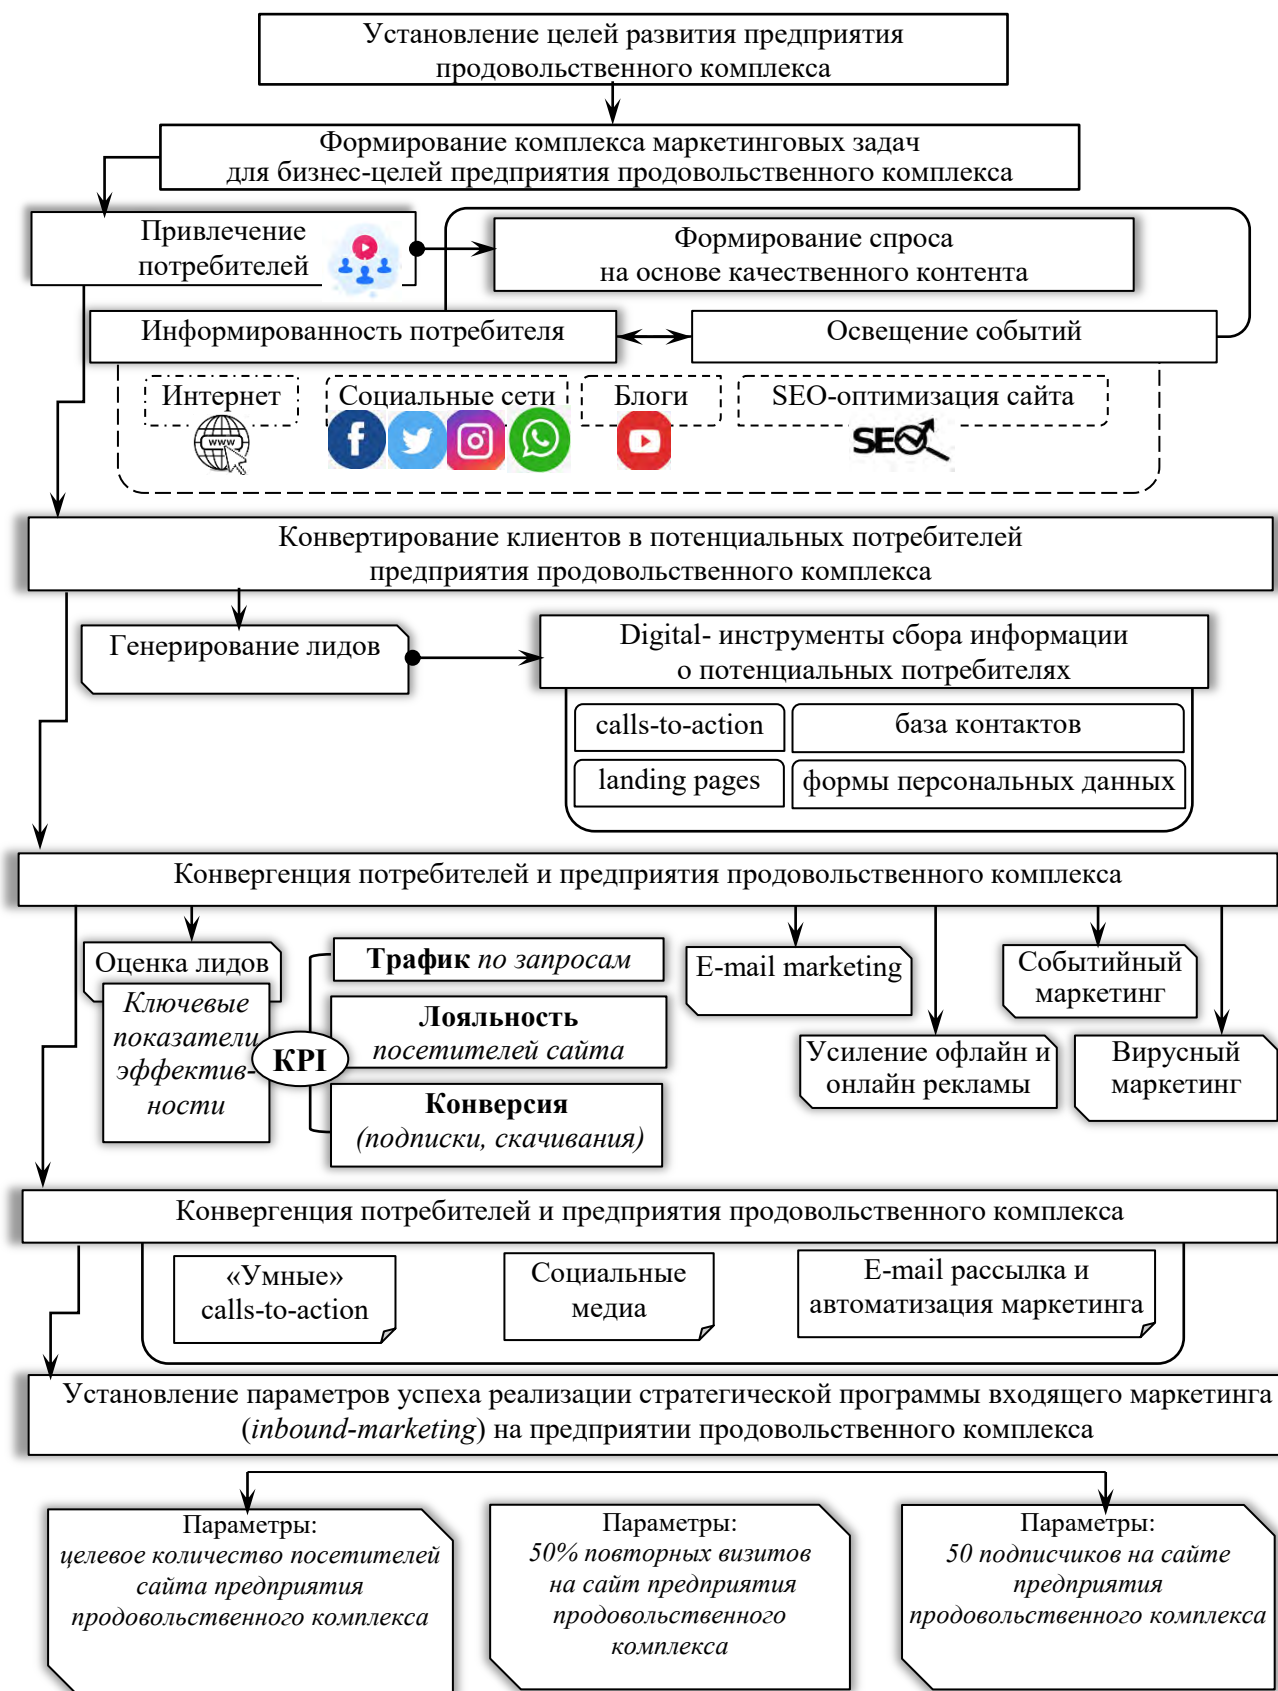 Установление целей развития предприятия
продовольственного комплекса
Формирование комплекса маркетинговых задач
для бизнес-целей предприятия продовольственного комплекса
Привлечение
потребителей
Формирование спроса
на основе качественного контента
Информированность потребителя
Освещение событий
Интернет
Социальные сети
Блоги
SEO-оптимизация сайта
www
SEO
Конвертирование клиентов в потенциальных потребителей
предприятия продовольственного комплекса
Генерирование лидов
Digital- инструменты сбора информации
о потенциальных потребителях
calls-to-action
база контактов
landing pages
формы персональных данных
Конвергенция потребителей и предприятия продовольственного комплекса
Оценка лидов
Ключевые
показатели
эффектив-
ности
KPI
Трафик по запросам
Лояльность
посетителей сайта
Конверсия
(подписки, скачивания)
E-mail marketing
Усиление офлайн и
онлайн рекламы
Событийный
маркетинг
Вирусный
маркетинг
Конвергенция потребителей и предприятия продовольственного комплекса
«Умные»
calls-to-action
Социальные
медиа
E-mail рассылка и
автоматизация маркетинга
Установление параметров успеха реализации стратегической программы входящего маркетинга
(inbound-marketing) на предприятии продовольственного комплекса
Параметры:
целевое количество посетителей
сайта предприятия
продовольственного комплекса
Параметры:
50% повторных визитов
на сайт предприятия
продовольственного
комплекса
Параметры:
50 подписчиков на сайте
предприятия
продовольственного комплекса